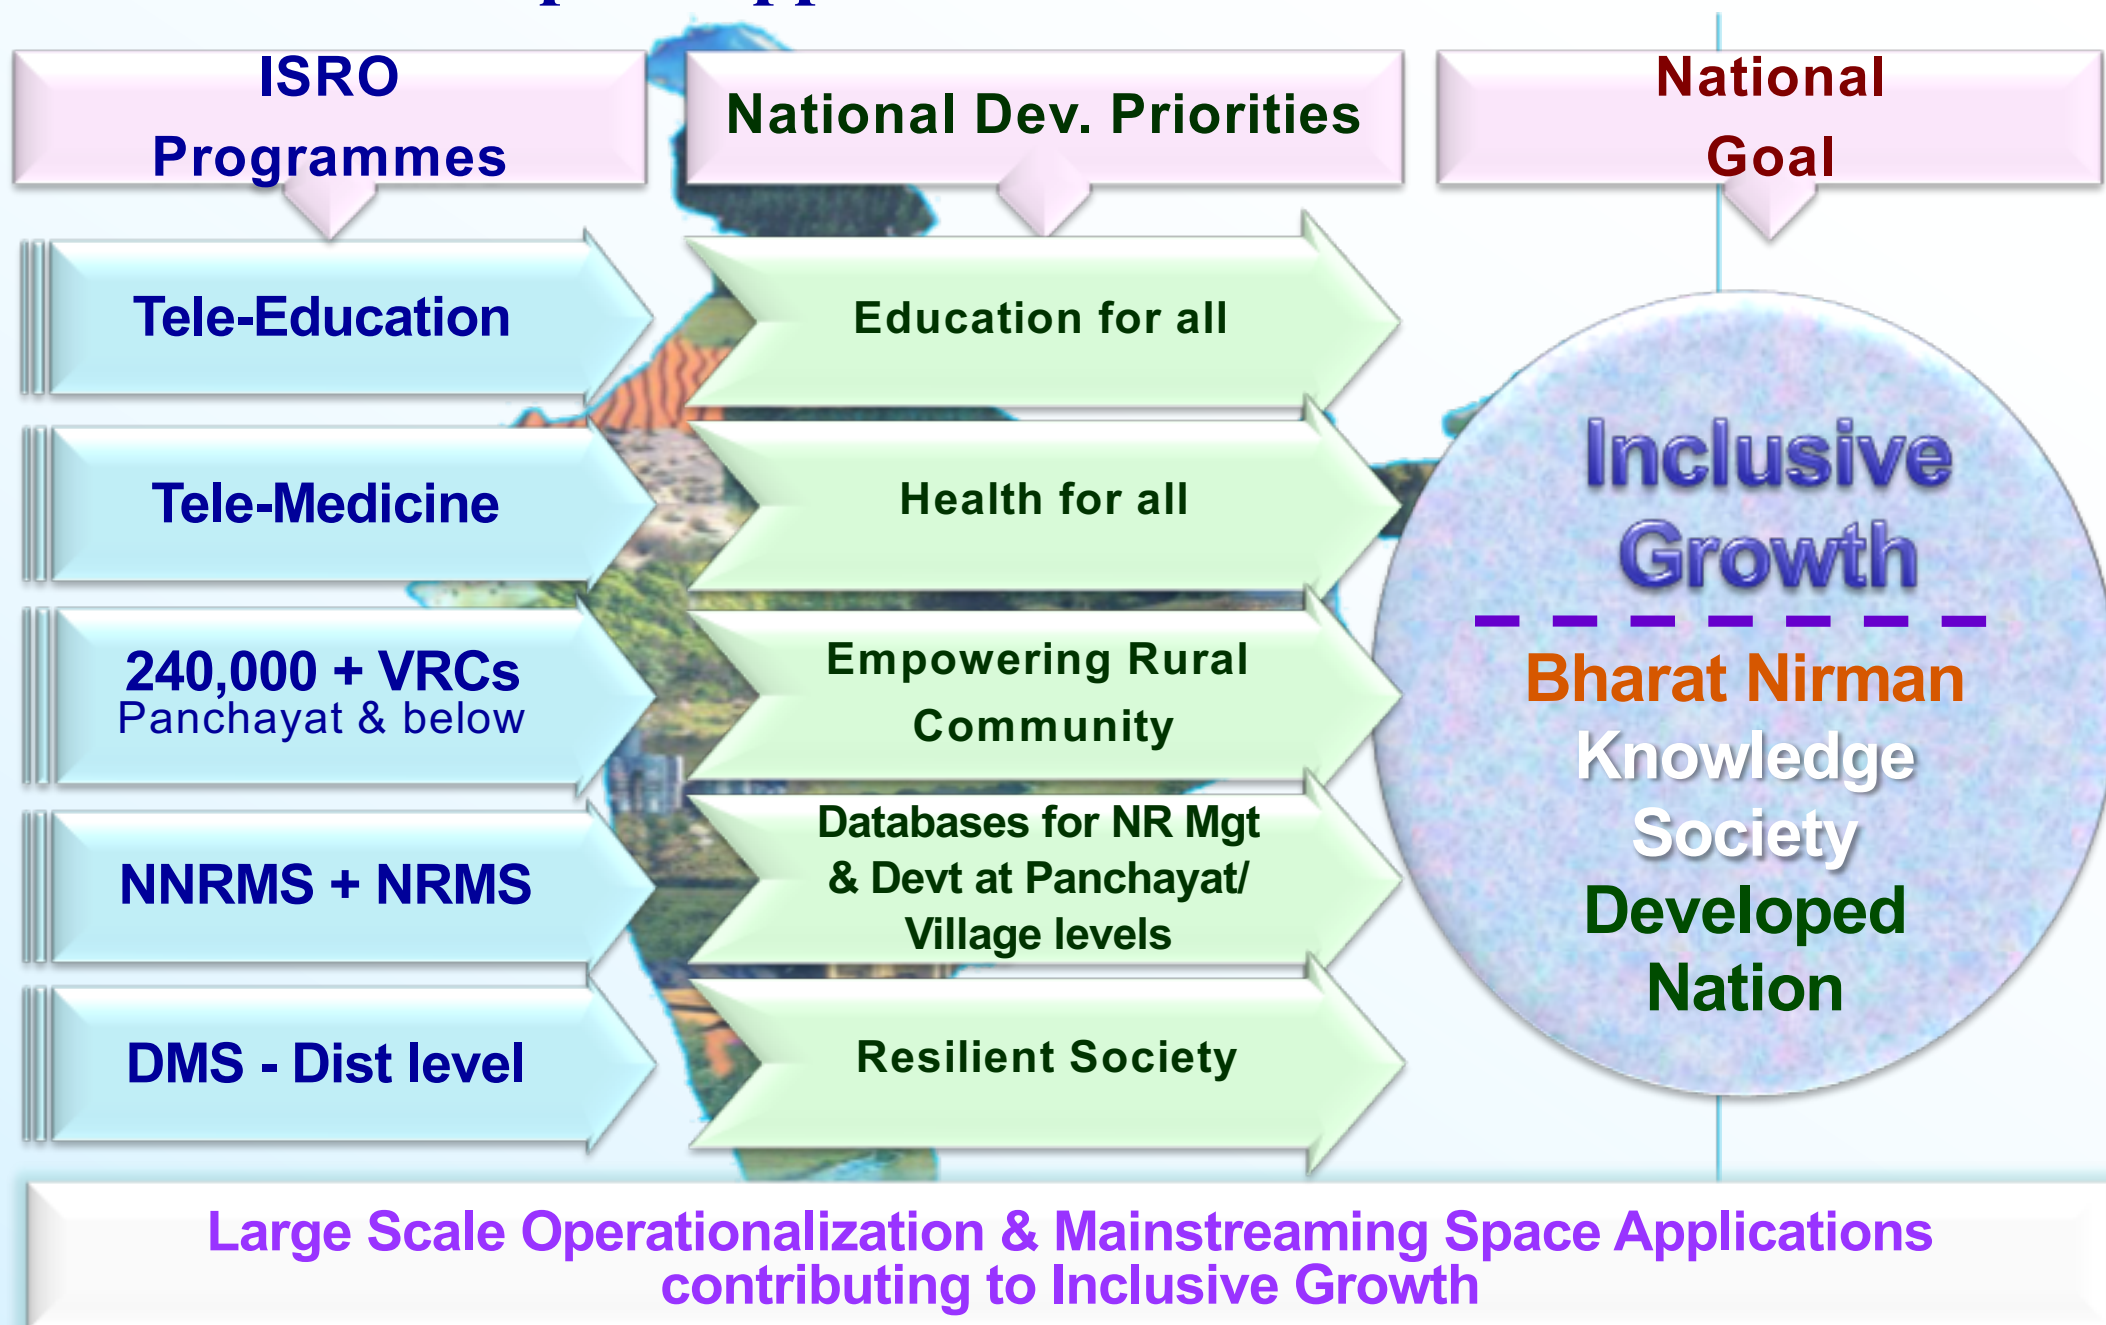 ISRO
Programmes
National Dev. Priorities
National
Goal
Tele-Education
Education for all
Tele-Medicine
Health for all
240,000 + VRCs
Panchayat & below
Empowering Rural
Community
NNRMS + NRMS
Databases for NR Mgt
& Devt at Panchayat/
Village levels
DMS - Dist level
Resilient Society
Inclusive
Growth
Bharat Nirman
Knowledge
Society
Developed
Nation
Large Scale Operationalization & Mainstreaming Space Applications
contributing to Inclusive Growth